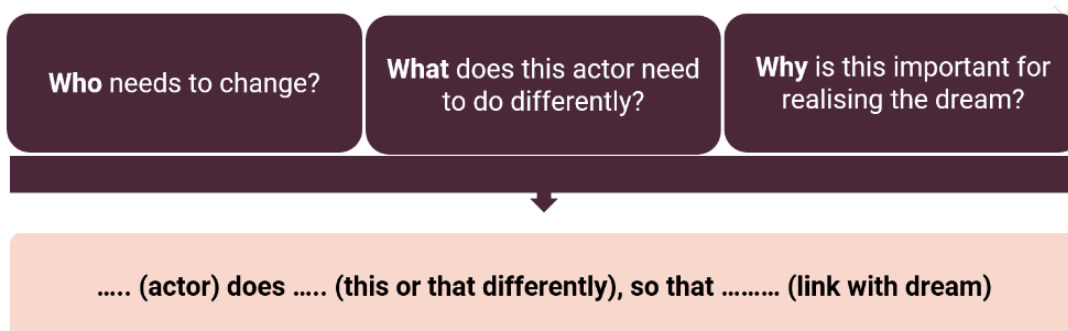 Who needs to change?
What does this actor need
to do differently?
Why is this important for
realising the dream?
….. (actor) does ….. (this or that differently), so that ……… (link with dream)